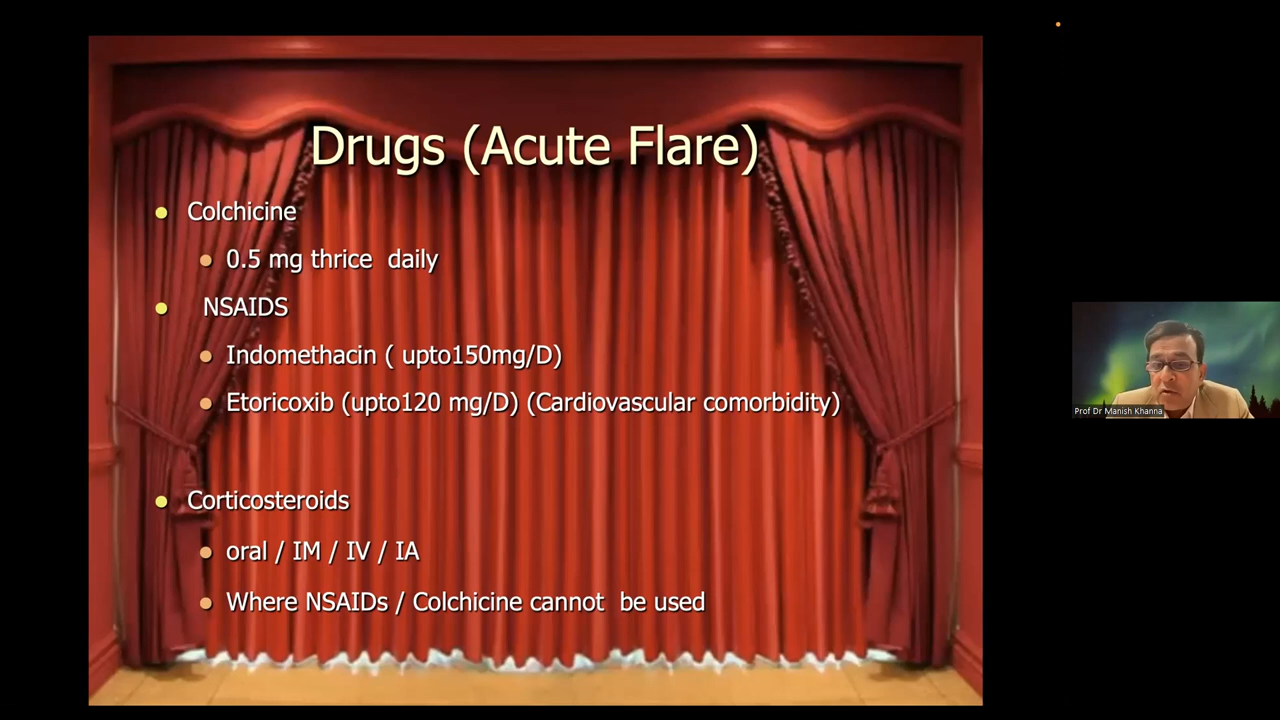 Drugs (Acute Flare)
Colchicine
0.5 mg thrice daily
NSAIDS
Indomethacin ( upto150mg/D)
Etoricoxib (upto120 mg/D) (Cardiovascular comorbidity)
Corticosteroids
oral / IM / IV / IA
Where NSAIDs / Colchicine cannot be used
Prof Dr Manish Khanna